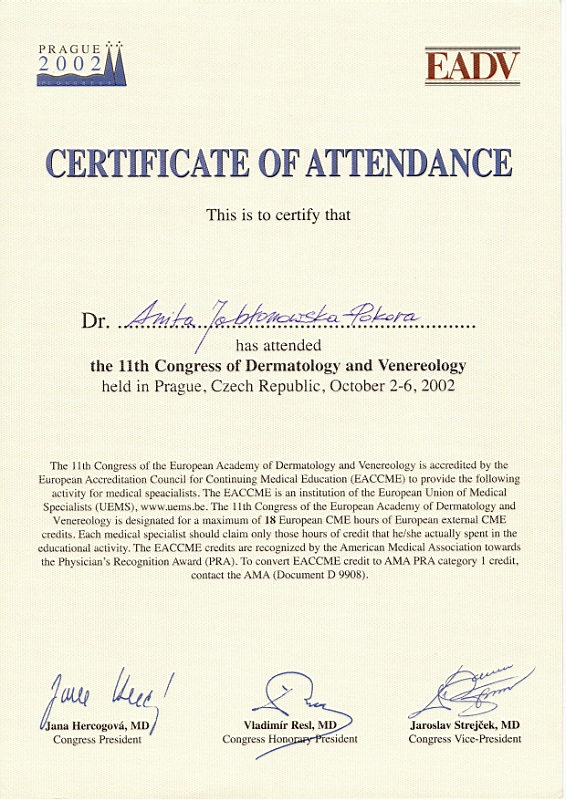 PRAGUE
2002
EADV
CERTIFICATE OF ATTENDANCE
This is to certify that
Dr. Anita Jabłonowska-Pokora
has attended
the 11th Congress of Dermatology and Venereology
held in Prague, Czech Republic, October 2-6, 2002
The 11th Congress of the European Academy of Dermatology and Venereology is accredited by the
European Accreditation Council for Continuing Medical Education (EACCME) to provide the following
activity for medical speacialists. The EACCME is an institution of the European Union of Medical
Specialists (UEMS), www.uems.be. The 11th Congress of the European Academy of Dermatology and
Venereology is designated for a maximum of 18 European CME hours of European external CME
credits. Each medical specialist should claim only those hours of credit that he/she actually spent in the
educational activity. The EACCME credits are recognized by the American Medical Association towards
the Physician's Recognition Award (PRA). To convert EACCME credit to AMA PRA category 1 credit,
contact the AMA (Document D 9908).
Jana Hercogová, MD
Congress President
Vladimír Resl, MD
Congress Honorary President
Jaroslav Strejček, MD
Congress Vice-President